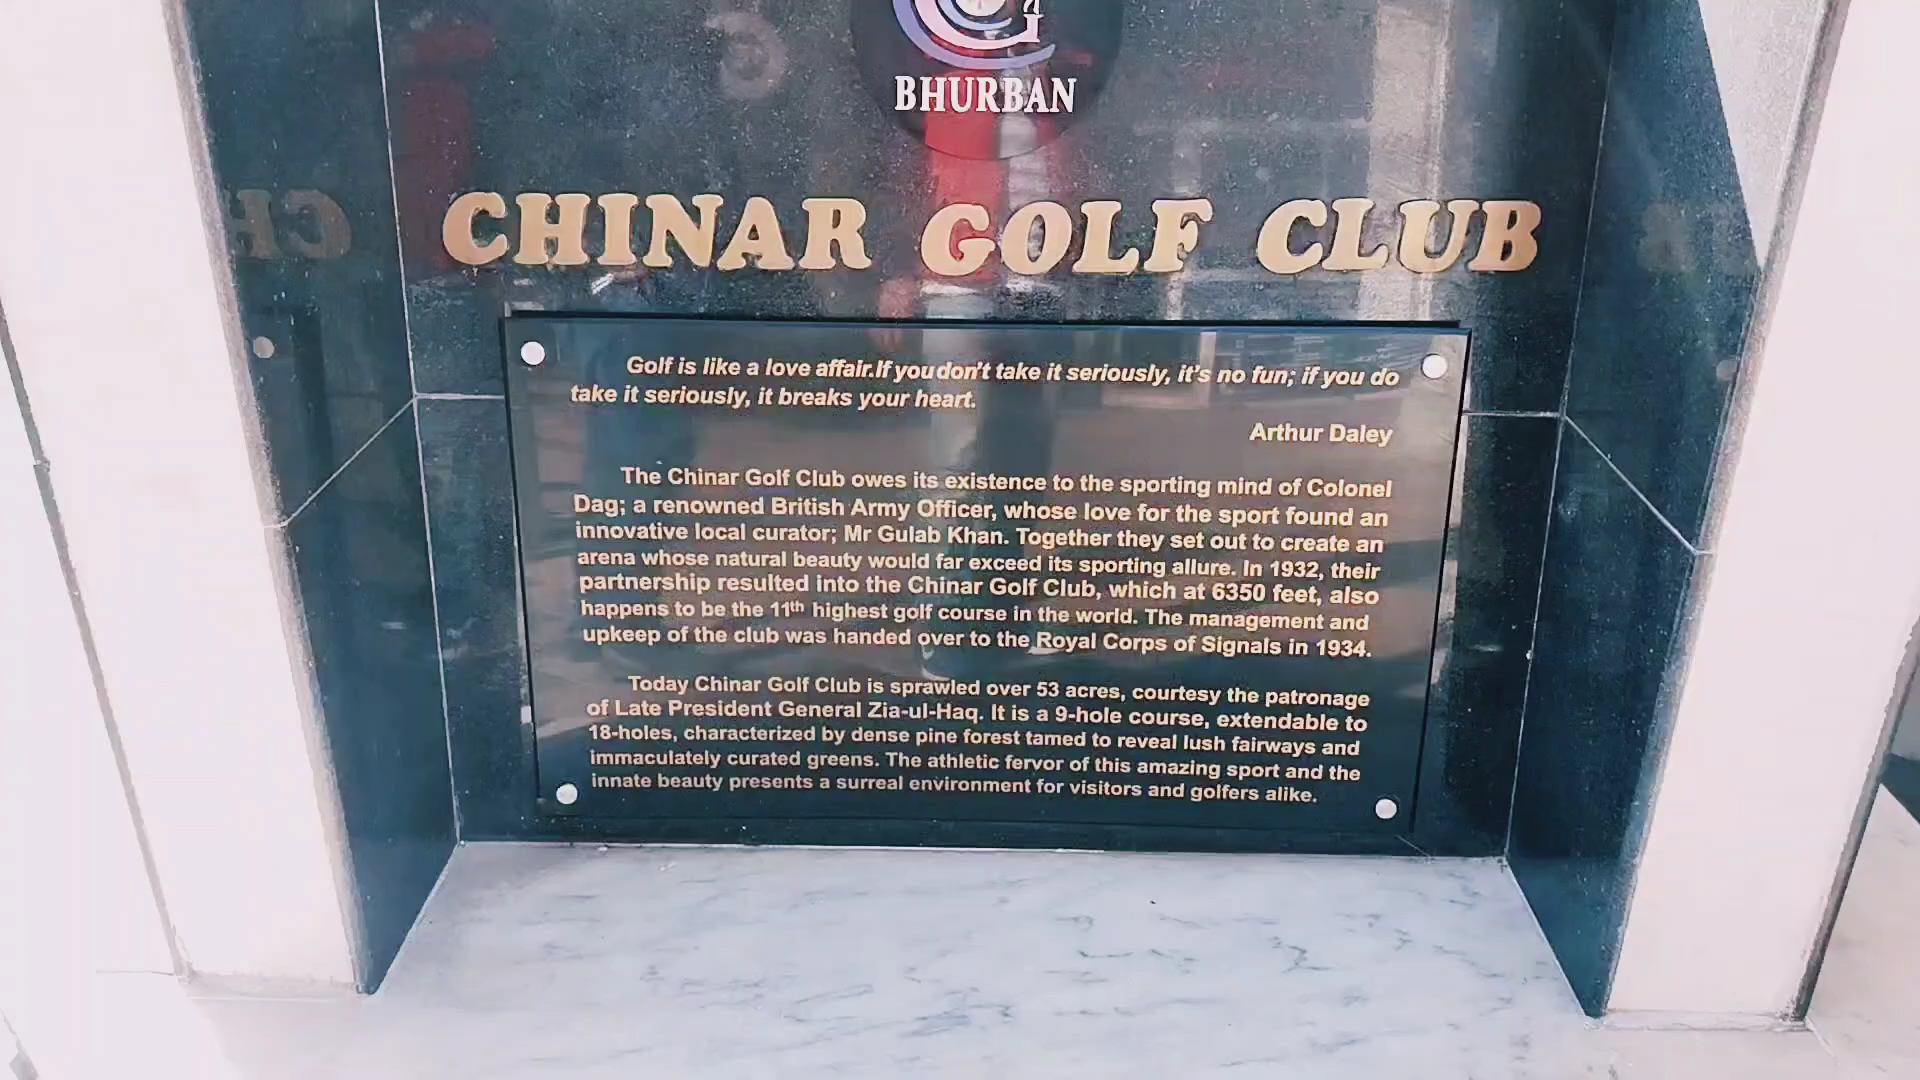 BHURBAN
CHINAR GOLF CLUB
Golf is like a love affair.If you don't take it seriously, it's no fun; if you do
take it seriously, it breaks your heart.
Arthur Daley
The Chinar Golf Club owes its existence to the sporting mind of Colonel
Dag; a renowned British Army Officer, whose love for the sport found an
innovative local curator; Mr Gulab Khan. Together they set out to create an
arena whose natural beauty would far exceed its sporting allure. In 1932, their
partnership resulted into the Chinar Golf Club, which at 6350 feet, also
happens to be the 11th highest golf course in the world. The management and
upkeep of the club was handed over to the Royal Corps of Signals in 1934.
Today Chinar Golf Club is sprawled over 53 acres, courtesy the patronage
of Late President General Zia-ul-Haq. It is a 9-hole course, extendable to
18-holes, characterized by dense pine forest tamed to reveal lush fairways and
immaculately curated greens. The athletic fervor of this amazing sport and the
innate beauty presents a surreal environment for visitors and golfers alike.